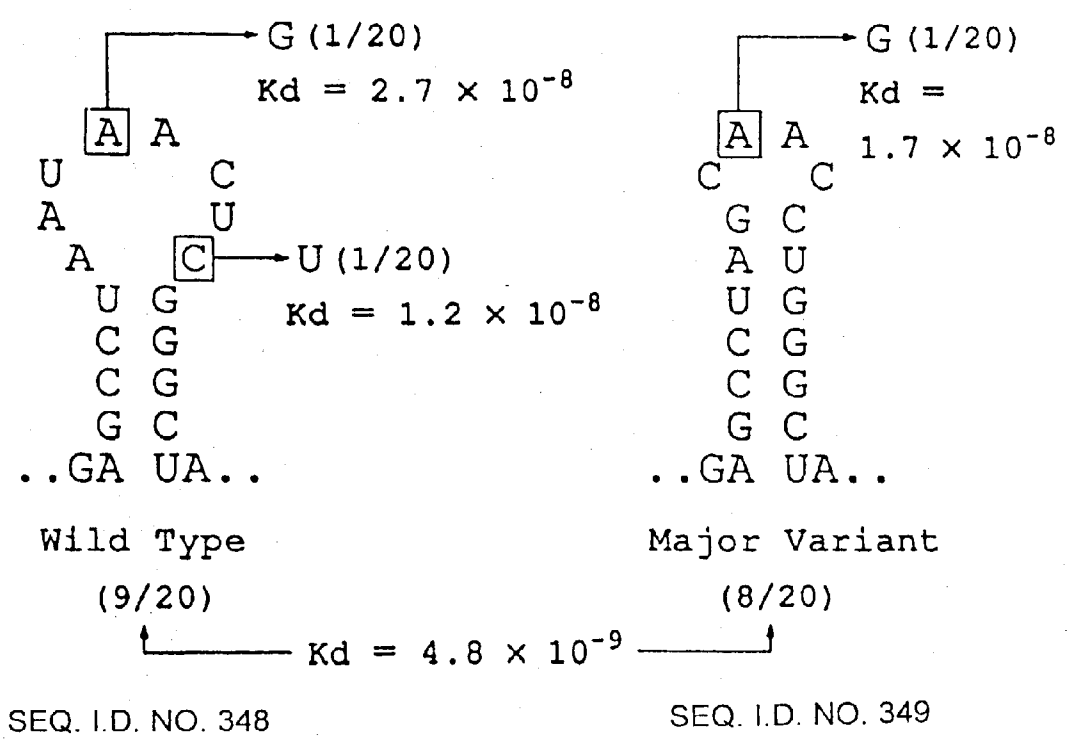 G (1/20)
Kd = 2.7 × 10⁻⁸
A A
U C
A U
A C U (1/20)
Kd = 1.2 × 10⁻⁸
U G
C G
C G
G C
..GA UA..
Wild Type
(9/20)
G (1/20)
Kd =
1.7 × 10⁻⁸
A A
C C
G C
A U
U G
C G
C G
G C
..GA UA..
Major Variant
(8/20)
Kd = 4.8 × 10⁻⁹
SEQ. I.D. NO. 348
SEQ. I.D. NO. 349